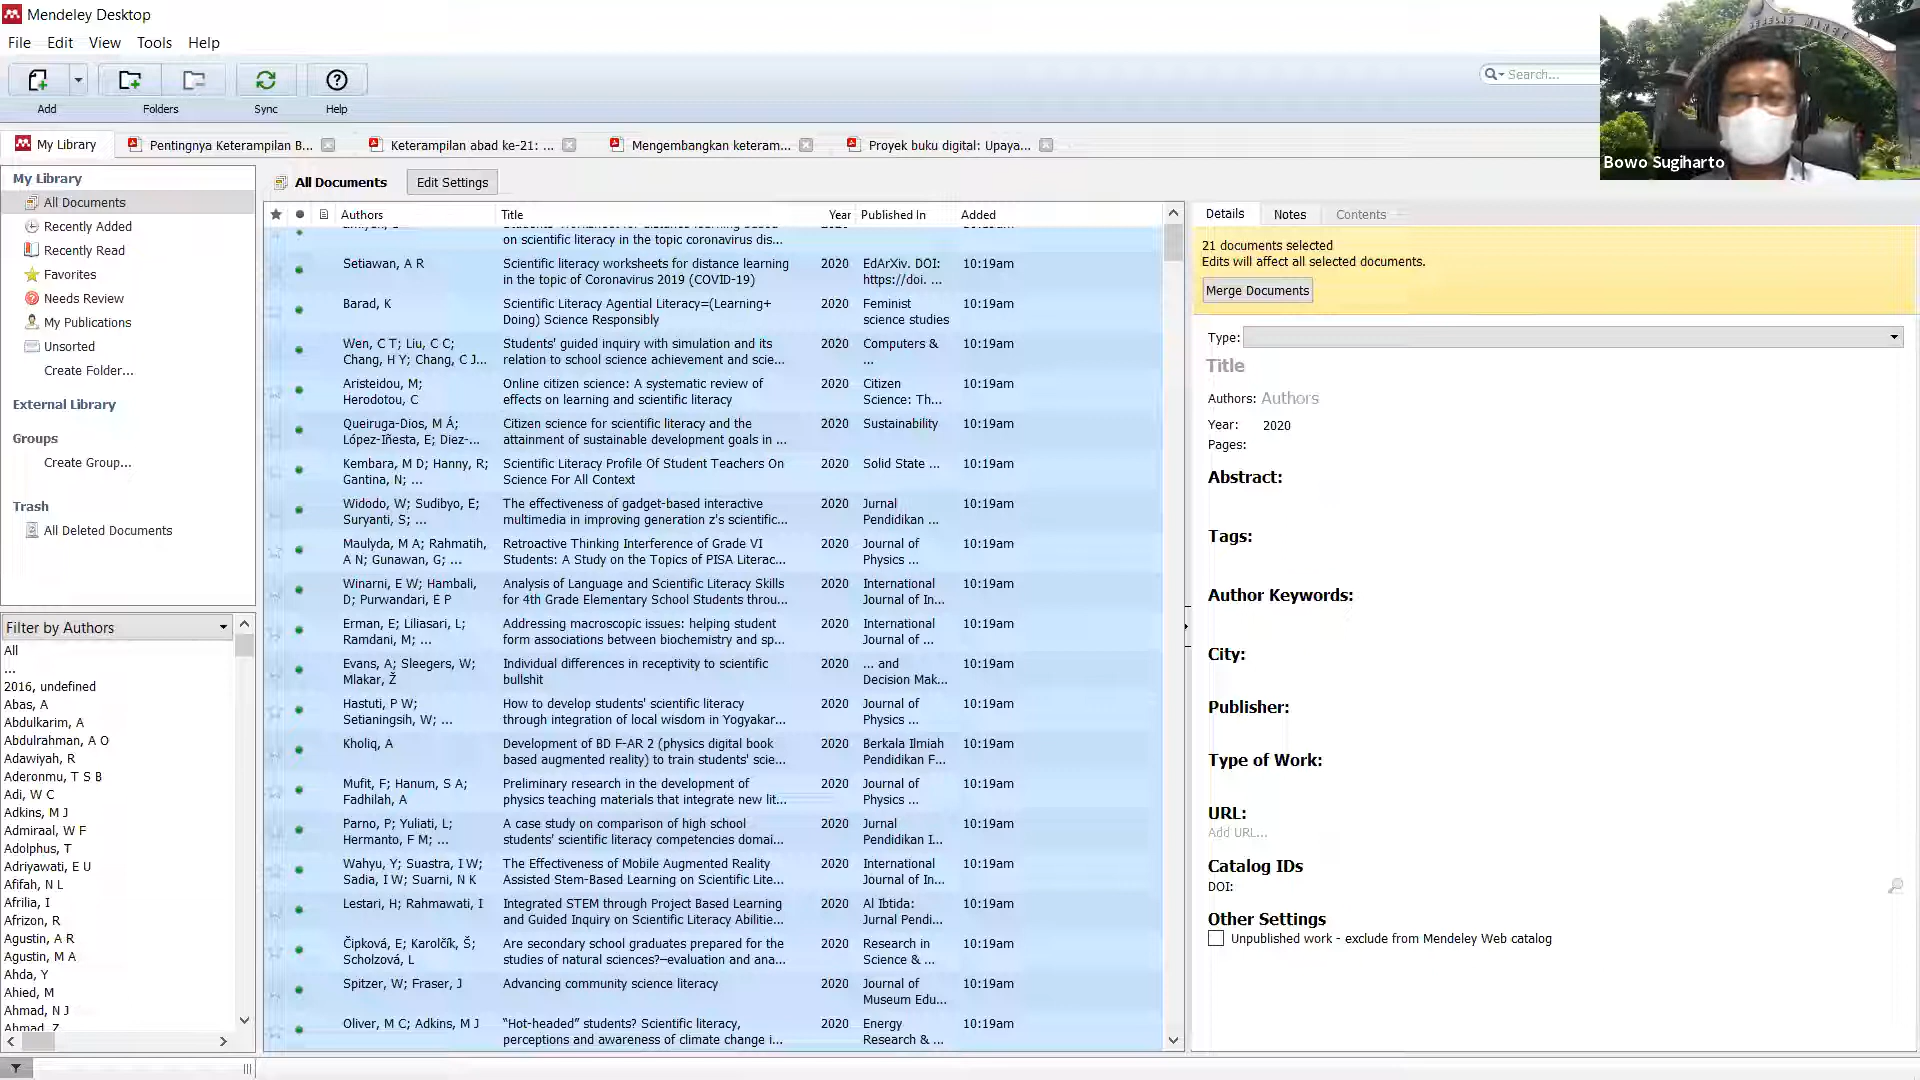 Mendeley Desktop
File Edit View Tools Help
Add Folders Sync Help
Search...
SEBELAS MARET
Bowo Sugiharto
My Library Pentingnya Keterampilan B... Keterampilan abad ke-21: ... Mengembangkan keteram... Proyek buku digital: Upaya...
My Library
All Documents
Recently Added
Recently Read
Favorites
Needs Review
My Publications
Unsorted
Create Folder...
External Library
Groups
Create Group...
Trash
All Deleted Documents
Filter by Authors
All
...
2016, undefined
Abas, A
Abdulkarim, A
Abdulrahman, A O
Adawiyah, R
Aderonmu, T S B
Adi, W C
Adkins, M J
Admiraal, W F
Adolphus, T
Adriyawati, E U
Afifah, N L
Afrilia, I
Afrizon, R
Agustin, A R
Agustin, M A
Ahda, Y
Ahied, M
Ahmad, N J
Ahmad, Z
All Documents Edit Settings
Authors Title Year Published In Added
on scientific literacy in the topic coronavirus dis...
Setiawan, A R Scientific literacy worksheets for distance learning 2020 EdArXiv. DOI: 10:19am
in the topic of Coronavirus 2019 (COVID-19) https://doi. ...
Barad, K Scientific Literacy Agential Literacy=(Learning+ 2020 Feminist 10:19am
Doing) Science Responsibly science studies
Wen, C T; Liu, C C; Students' guided inquiry with simulation and its 2020 Computers & 10:19am
Chang, H Y; Chang, C J... relation to school science achievement and scie... ...
Aristeidou, M; Online citizen science: A systematic review of 2020 Citizen 10:19am
Herodotou, C effects on learning and scientific literacy Science: Th...
Queiruga-Dios, M Á; Citizen science for scientific literacy and the 2020 Sustainability 10:19am
López-Iñesta, E; Diez-... attainment of sustainable development goals in ...
Kembara, M D; Hanny, R; Scientific Literacy Profile Of Student Teachers On 2020 Solid State ... 10:19am
Gantina, N; ... Science For All Context
Widodo, W; Sudibyo, E; The effectiveness of gadget-based interactive 2020 Jurnal 10:19am
Suryanti, S; ... multimedia in improving generation z's scientific... Pendidikan ...
Maulyda, M A; Rahmatih, Retroactive Thinking Interference of Grade VI 2020 Journal of 10:19am
A N; Gunawan, G; ... Students: A Study on the Topics of PISA Literac... Physics ...
Winarni, E W; Hambali, Analysis of Language and Scientific Literacy Skills 2020 International 10:19am
D; Purwandari, E P for 4th Grade Elementary School Students throu... Journal of In...
Erman, E; Liliasari, L; Addressing macroscopic issues: helping student 2020 International 10:19am
Ramdani, M; ... form associations between biochemistry and sp... Journal of ...
Evans, A; Sleegers, W; Individual differences in receptivity to scientific 2020 ... and 10:19am
Mlakar, Ž bullshit Decision Mak...
Hastuti, P W; How to develop students' scientific literacy 2020 Journal of 10:19am
Setianingsih, W; ... through integration of local wisdom in Yogyakar... Physics ...
Kholiq, A Development of BD F-AR 2 (physics digital book 2020 Berkala Ilmiah 10:19am
based augmented reality) to train students' scie... Pendidikan F...
Mufit, F; Hanum, S A; Preliminary research in the development of 2020 Journal of 10:19am
Fadhilah, A physics teaching materials that integrate new lit... Physics ...
Parno, P; Yuliati, L; A case study on comparison of high school 2020 Jurnal 10:19am
Hermanto, F M; ... students' scientific literacy competencies domai... Pendidikan I...
Wahyu, Y; Suastra, I W; The Effectiveness of Mobile Augmented Reality 2020 International 10:19am
Sadia, I W; Suarni, N K Assisted Stem-Based Learning on Scientific Lite... Journal of In...
Lestari, H; Rahmawati, I Integrated STEM through Project Based Learning 2020 Al Ibtida: 10:19am
and Guided Inquiry on Scientific Literacy Abilitie... Jurnal Pendi...
Čipková, E; Karolčík, Š; Are secondary school graduates prepared for the 2020 Research in 10:19am
Scholzová, L studies of natural sciences?—evaluation and ana... Science & ...
Spitzer, W; Fraser, J Advancing community science literacy 2020 Journal of 10:19am
Museum Edu...
Oliver, M C; Adkins, M J "Hot-headed" students? Scientific literacy, 2020 Energy 10:19am
perceptions and awareness of climate change i... Research & ...
Details Notes Contents
21 documents selected
Edits will affect all selected documents.
Merge Documents
Type:
Title
Authors: Authors
Year: 2020
Pages:
Abstract:
Tags:
Author Keywords:
City:
Publisher:
Type of Work:
URL:
Add URL...
Catalog IDs
DOI:
Other Settings
Unpublished work - exclude from Mendeley Web catalog